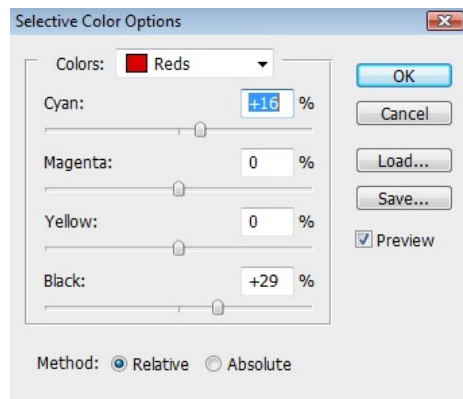 Selective Color Options
Colors: Reds
OK
Cyan: +16 %
Cancel
Magenta: 0 %
Load...
Save...
Yellow: 0 %
Preview
Black: +29 %
Method: Relative Absolute